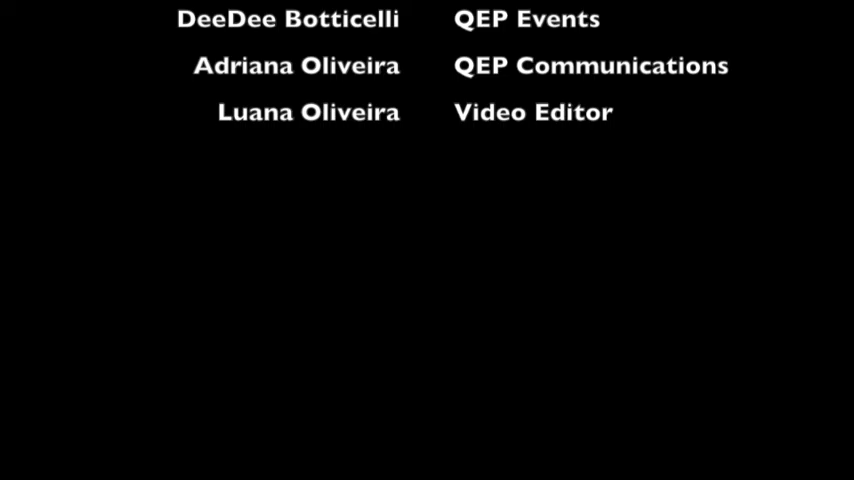 DeeDee Botticelli QEP Events
Adriana Oliveira QEP Communications
Luana Oliveira Video Editor